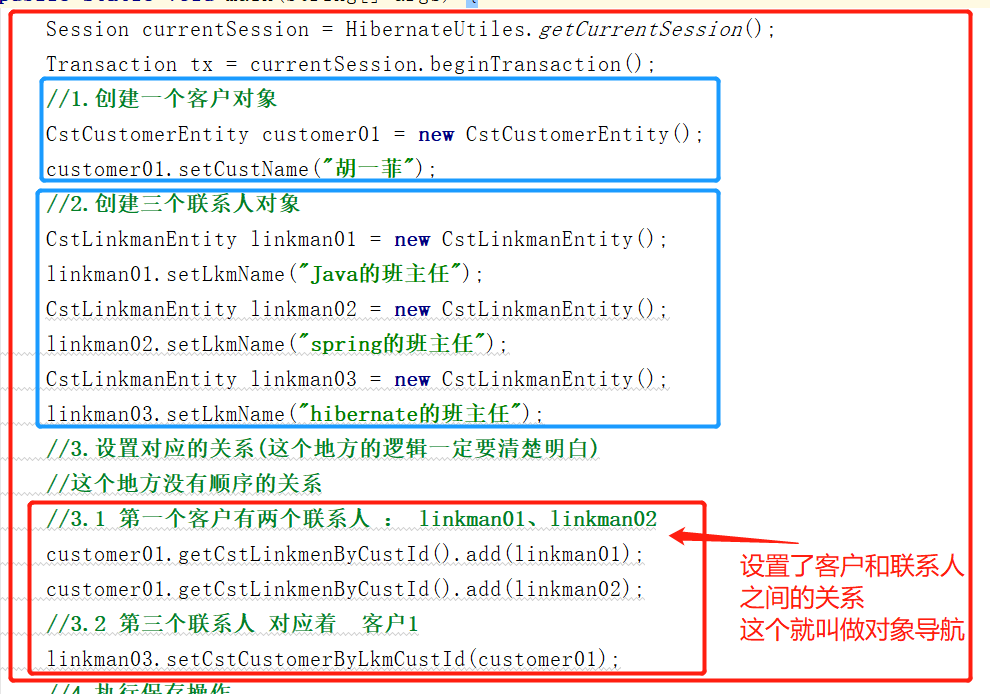 public static void main(String[] args) {
Session currentSession = HibernateUtiles.getCurrentSession();
Transaction tx = currentSession.beginTransaction();
//1.创建一个客户对象
CstCustomerEntity customer01 = new CstCustomerEntity();
customer01.setCustName("胡一菲");
//2.创建三个联系人对象
CstLinkmanEntity linkman01 = new CstLinkmanEntity();
linkman01.setLkmName("Java的班主任");
CstLinkmanEntity linkman02 = new CstLinkmanEntity();
linkman02.setLkmName("spring的班主任");
CstLinkmanEntity linkman03 = new CstLinkmanEntity();
linkman03.setLkmName("hibernate的班主任");
//3.设置对应的关系(这个地方的逻辑一定要清楚明白)
//这个地方没有顺序的关系
//3.1 第一个客户有两个联系人 ： linkman01、linkman02
customer01.getCstLinkmenByCustId().add(linkman01);
customer01.getCstLinkmenByCustId().add(linkman02);
//3.2 第三个联系人 对应着  客户1
linkman03.setCstCustomerByLkmCustId(customer01);
//4.执行保存操作
设置了客户和联系人
之间的关系
这个就叫做对象导航